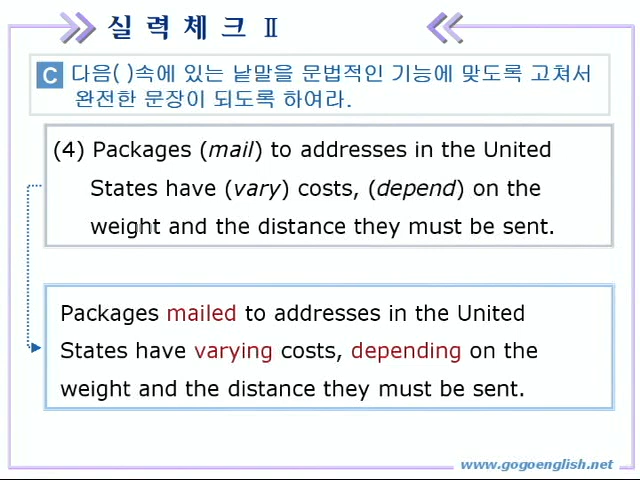 실 력 체 크 Ⅱ
C 다음( )속에 있는 낱말을 문법적인 기능에 맞도록 고쳐서
완전한 문장이 되도록 하여라.
(4) Packages (mail) to addresses in the United
States have (vary) costs, (depend) on the
weight and the distance they must be sent.
Packages mailed to addresses in the United
States have varying costs, depending on the
weight and the distance they must be sent.
www.gogoenglish.net